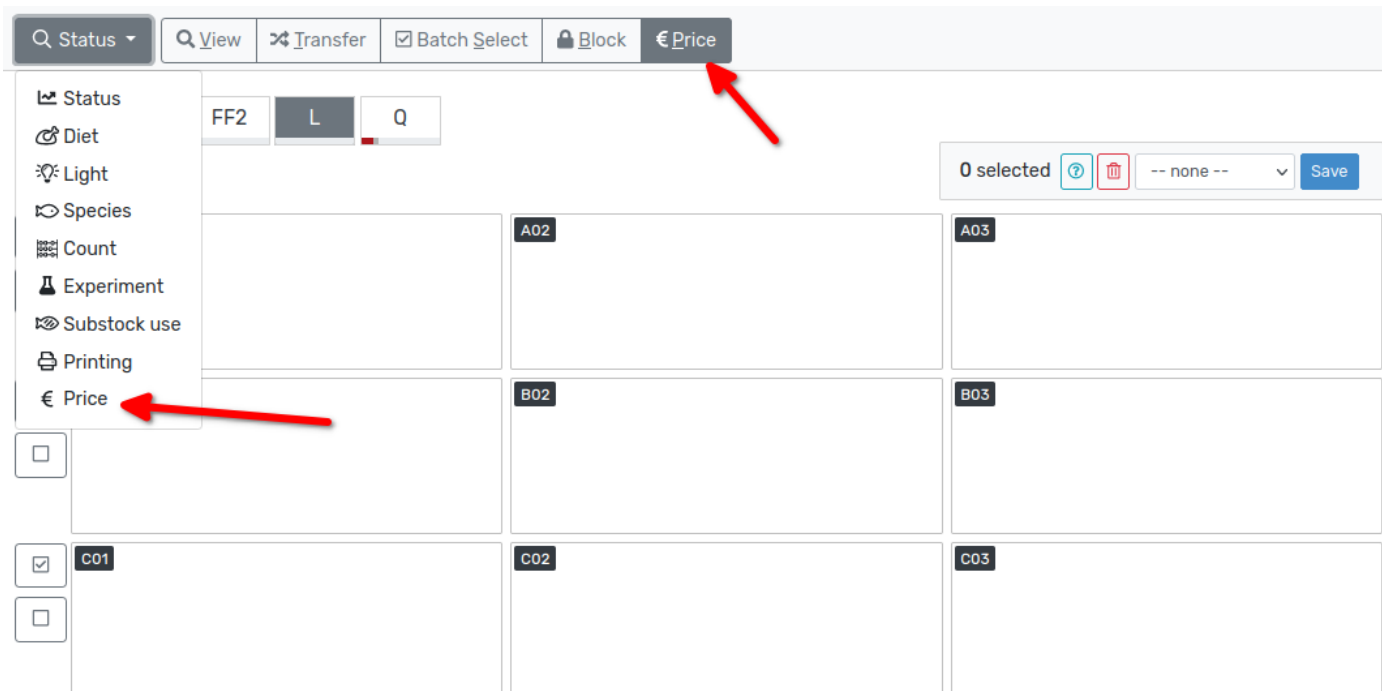 Status View Transfer Batch Select Block € Price
Status
Diet
Light
Species
Count
Experiment
Substock use
Printing
€ Price
FF2 L Q
0 selected -- none -- Save
A02 A03
B02 B03
C01 C02 C03